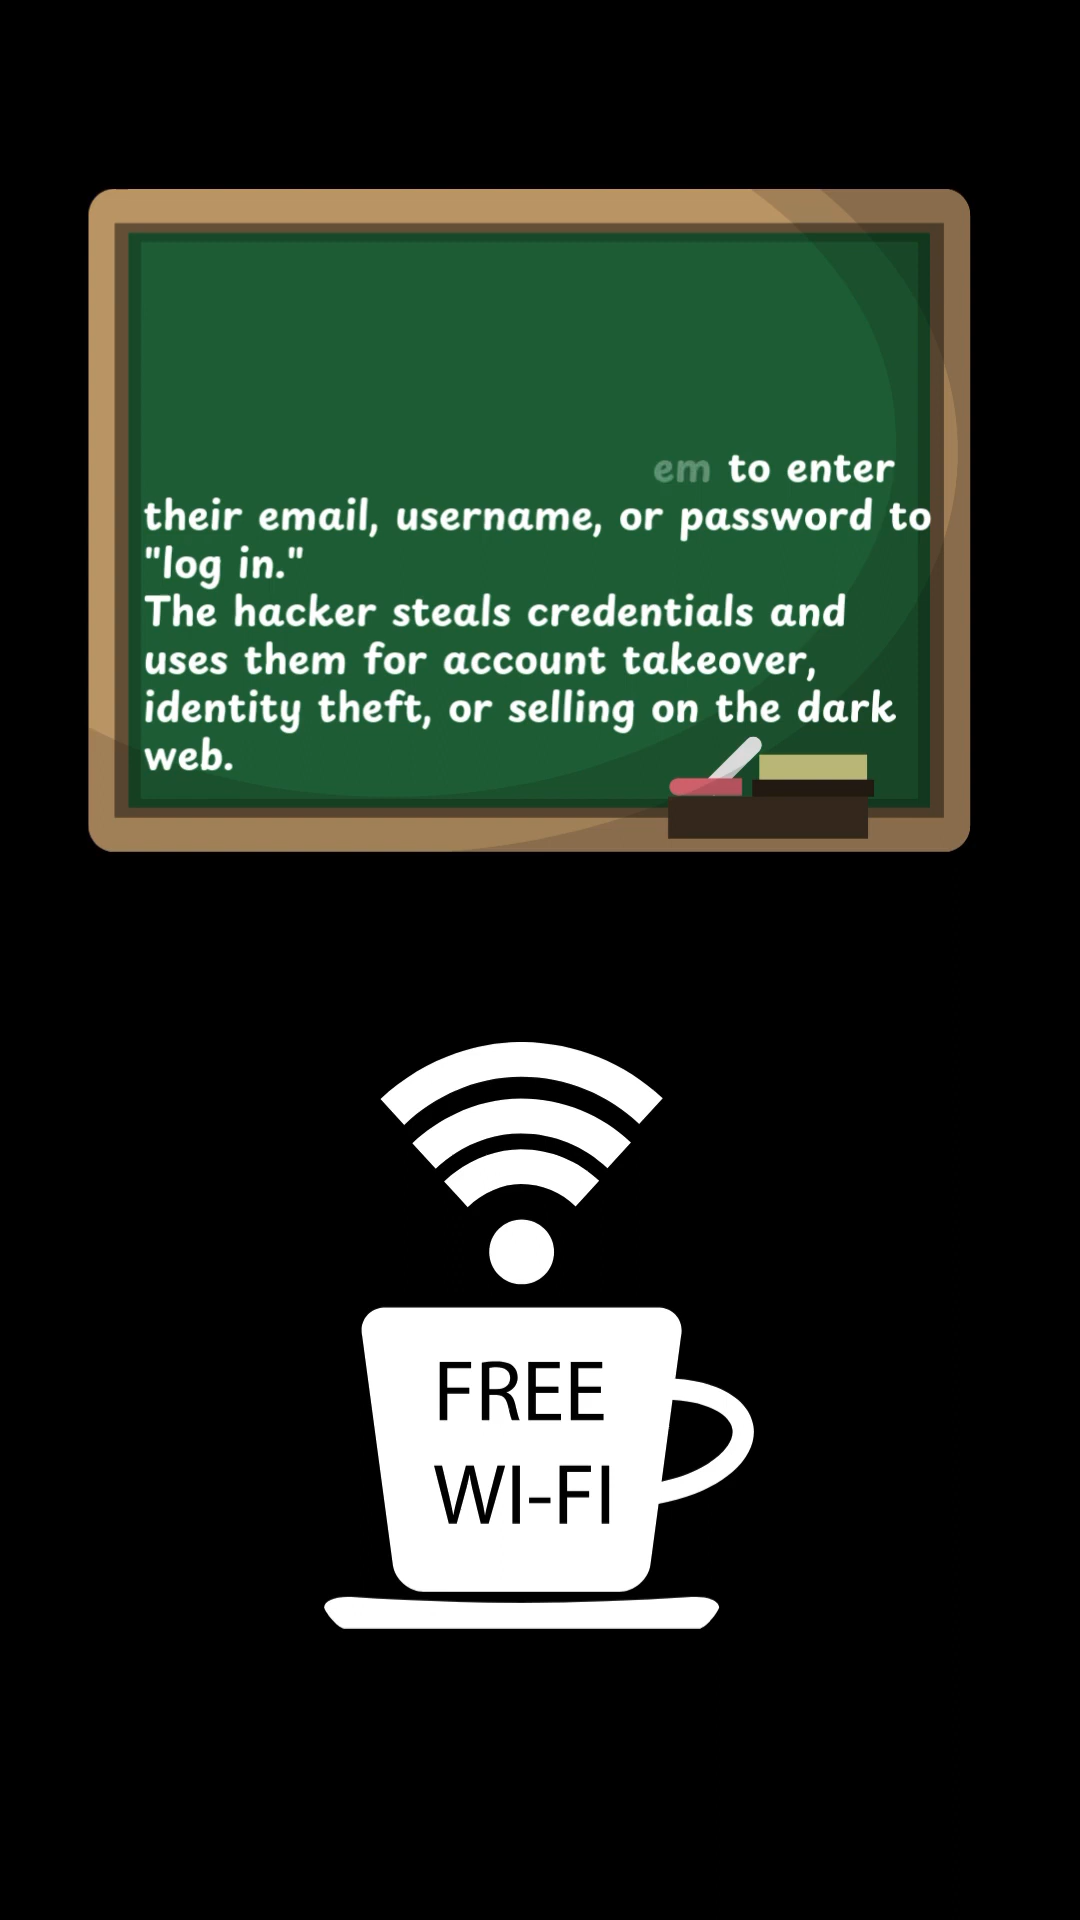 em to enter
their email, username, or password to
"log in."
The hacker steals credentials and
uses them for account takeover,
identity theft, or selling on the dark
web.
FREE
WI-FI